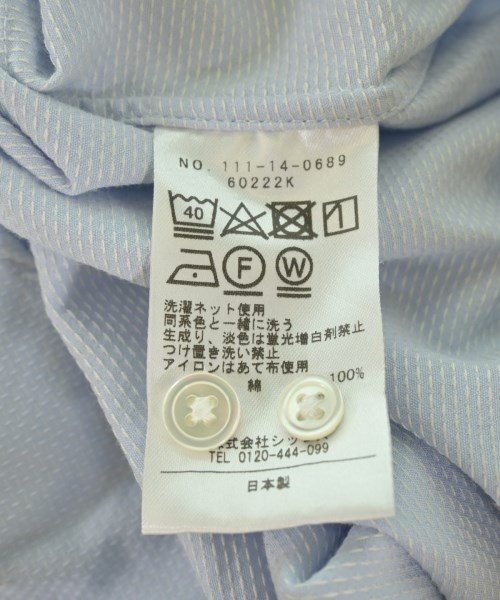 NO. 111-14-0689
60222K
40
F W
洗濯ネット使用
同系色と一緒に洗う
生成り、淡色は蛍光増白剤禁止
つけ置き洗い禁止
アイロンはあて布使用
綿 100%
式会社シップ
TEL 0120-444-099
日本製